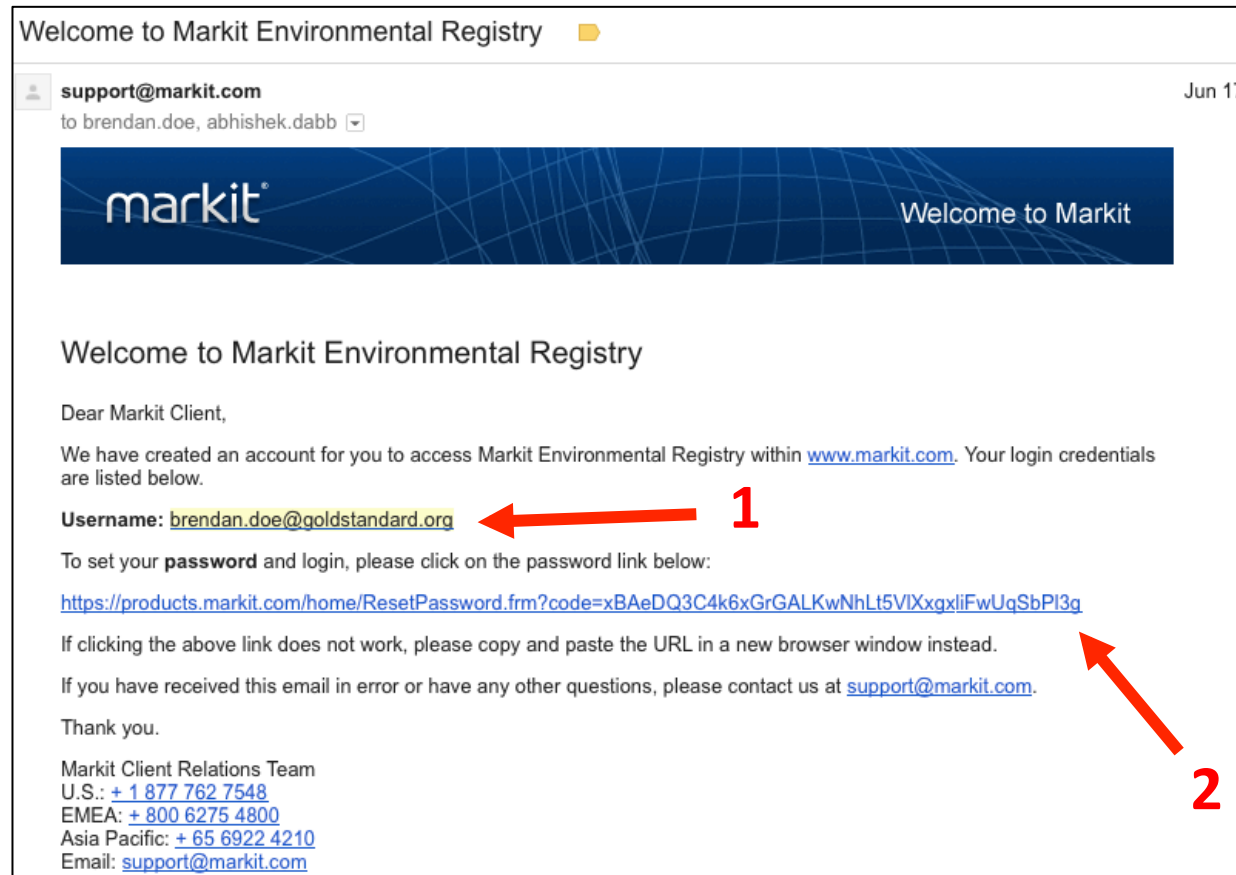 Welcome to Markit Environmental Registry
support@markit.com
Jun 17
to brendan.doe, abhishek.dabb
markit
Welcome to Markit
Welcome to Markit Environmental Registry
Dear Markit Client,
We have created an account for you to access Markit Environmental Registry within www.markit.com. Your login credentials
are listed below.
Username: brendan.doe@goldstandard.org
1
To set your password and login, please click on the password link below:
https://products.markit.com/home/ResetPassword.frm?code=xBAeDQ3C4k6xGrGALKwNhLt5VlXxgxliFwUqSbPl3g
If clicking the above link does not work, please copy and paste the URL in a new browser window instead.
If you have received this email in error or have any other questions, please contact us at support@markit.com.
Thank you.
2
Markit Client Relations Team
U.S.: + 1 877 762 7548
EMEA: + 800 6275 4800
Asia Pacific: + 65 6922 4210
Email: support@markit.com